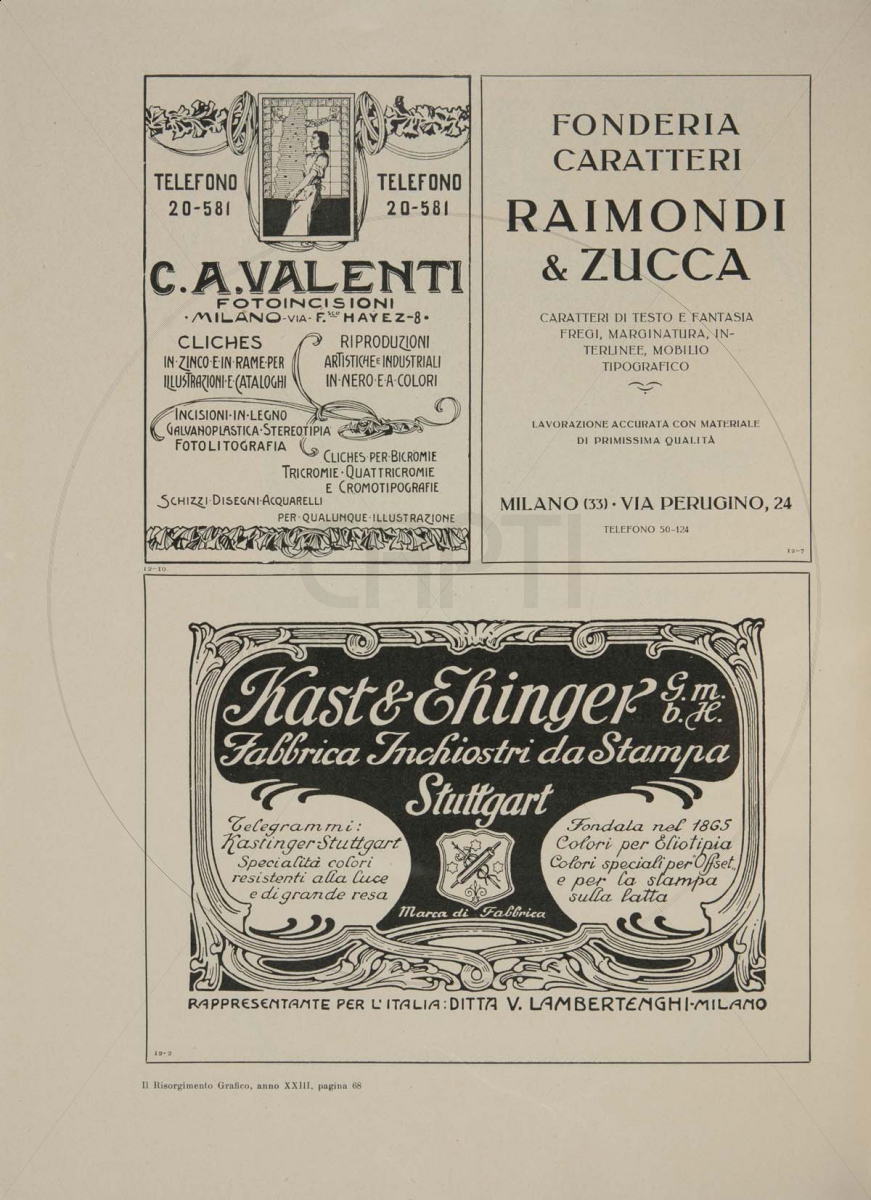 TELEFONO
20-581
TELEFONO
20-581
C.A.VALENTI
FOTOINCISIONI
·MILANO-VIA-F.sco HAYEZ-8·
CLICHES
IN·ZINCO·E·IN·RAME·PER
ILLUSTRAZIONI·E·CATALOGHI
RIPRODUZIONI
ARTISTICHE E INDUSTRIALI
IN·NERO·E·A·COLORI
INCISIONI·IN·LEGNO
GALVANOPLASTICA·STEREOTIPIA
FOTOLITOGRAFIA
CLICHES PER·BICROMIE
TRICROMIE·QUATTRICROMIE
E CROMOTIPOGRAFIE
SCHIZZI·DISEGNI·ACQUARELLI
PER·QUALUNQUE·ILLUSTRAZIONE
12-10
FONDERIA
CARATTERI
RAIMONDI
& ZUCCA
CARATTERI DI TESTO E FANTASIA
FREGI, MARGINATURA, IN-
TERLINEE, MOBILIO
TIPOGRAFICO
LAVORAZIONE ACCURATA CON MATERIALE
DI PRIMISSIMA QUALITÀ
MILANO (33) · VIA PERUGINO, 24
TELEFONO 50-124
12-7
CAPTI
Kast & Ehinger G.m.
b.H.
Fabbrica Inchiostri da Stampa
Stuttgart
Telegrammi:
Kastinger Stuttgart
Specialità colori
resistenti alla luce
e di grande resa
Fondata nel 1865
Colori per Eliotipia
Colori speciali per Offset,
e per la stampa
sulla latta
Marca di Fabbrica
RAPPRESENTANTE PER L'ITALIA: DITTA V. LAMBERTENGHI-MILANO
12-2
Il Risorgimento Grafico, anno XXIII, pagina 68